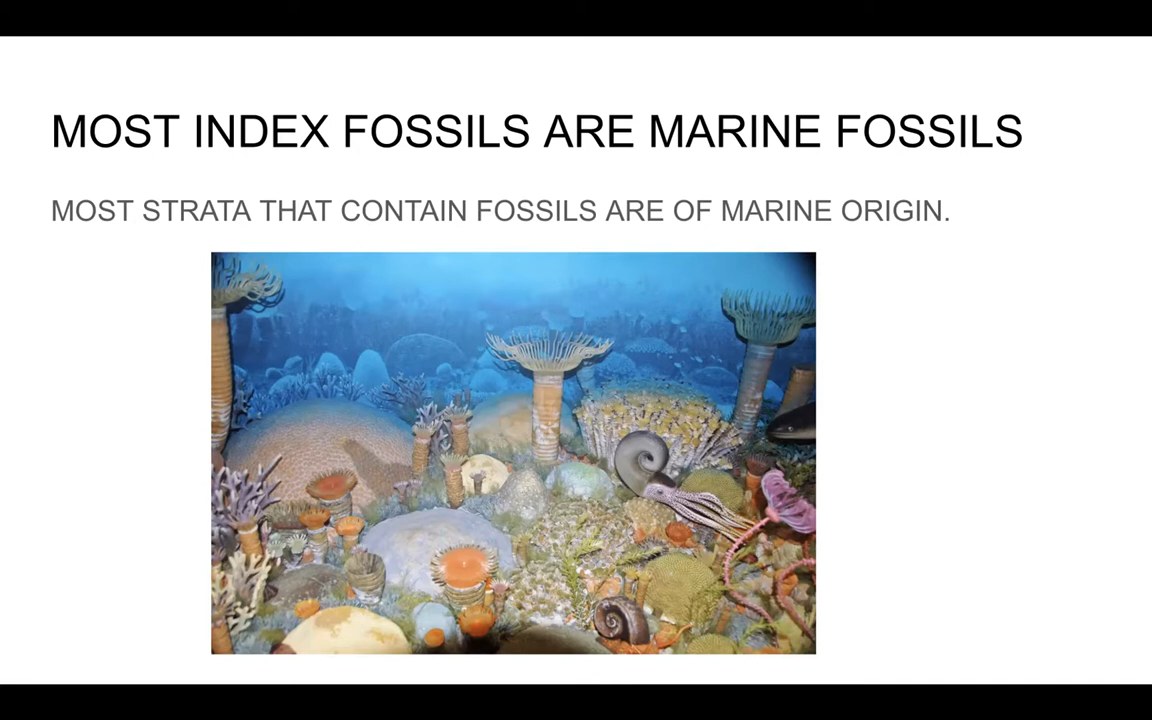 MOST INDEX FOSSILS ARE MARINE FOSSILS
MOST STRATA THAT CONTAIN FOSSILS ARE OF MARINE ORIGIN.